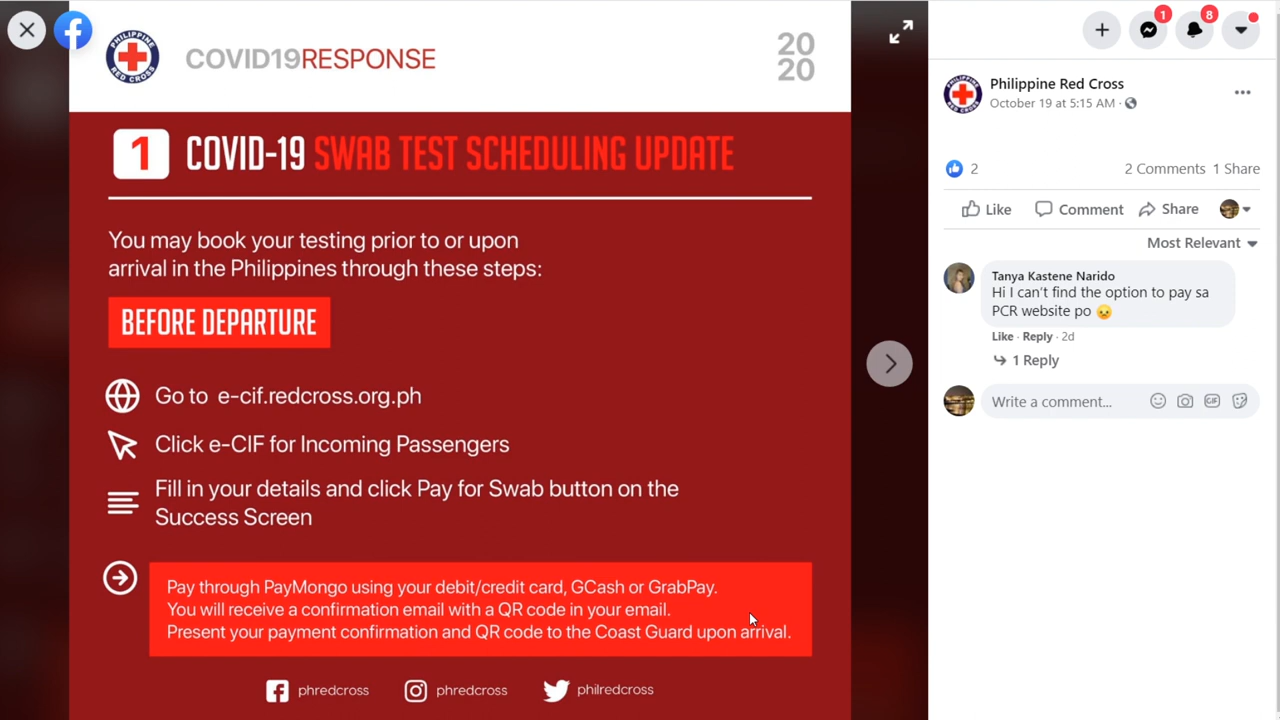 PHILIPPINE RED CROSS
COVID19RESPONSE
20
20
1 COVID-19 SWAB TEST SCHEDULING UPDATE
You may book your testing prior to or upon
arrival in the Philippines through these steps:
BEFORE DEPARTURE
Go to e-cif.redcross.org.ph
Click e-CIF for Incoming Passengers
Fill in your details and click Pay for Swab button on the
Success Screen
Pay through PayMongo using your debit/credit card, GCash or GrabPay.
You will receive a confirmation email with a QR code in your email.
Present your payment confirmation and QR code to the Coast Guard upon arrival.
phredcross phredcross philredcross
1 8
Philippine Red Cross
October 19 at 5:15 AM ·
2 2 Comments 1 Share
Like Comment Share
Most Relevant
Tanya Kastene Narido
Hi I can't find the option to pay sa
PCR website po
Like · Reply · 2d
1 Reply
Write a comment... GIF